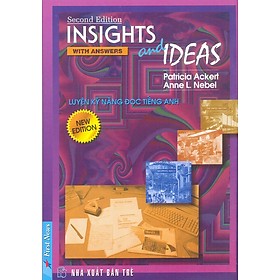 Second Edition
INSIGHTS
WITH ANSWERS
and
IDEAS
Patricia Ackert
Anne L. Nebel
LUYỆN KỸ NĂNG ĐỌC TIẾNG ANH
NEW
EDITION
First News
NHÀ XUẤT BẢN TRẺ